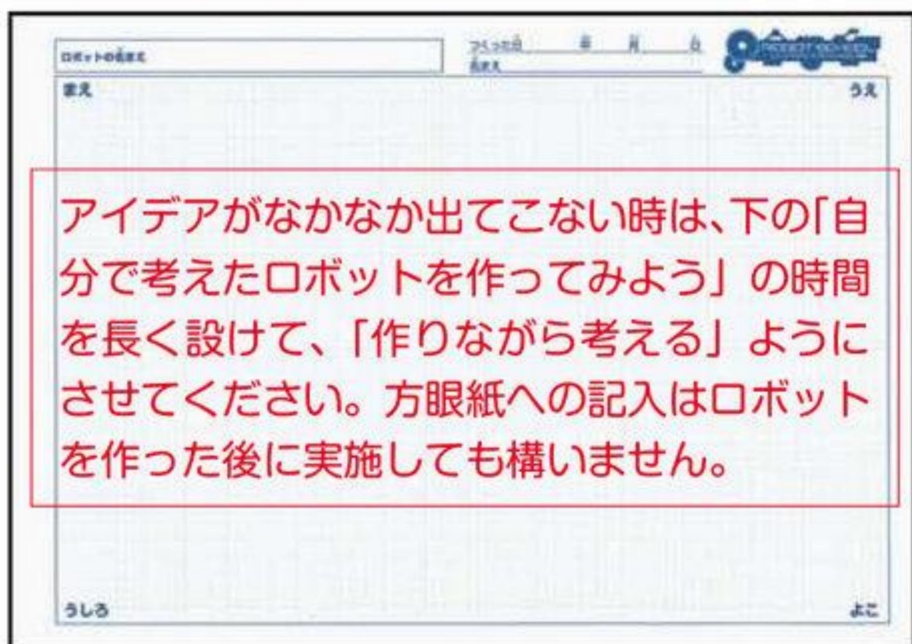 ロボットの名まえ
つくった日 年 月 日
名まえ
まえ うえ
アイデアがなかなか出てこない時は、下の「自
分で考えたロボットを作ってみよう」の時間
を長く設けて、「作りながら考える」ように
させてください。方眼紙への記入はロボット
を作った後に実施しても構いません。
うしろ よこ